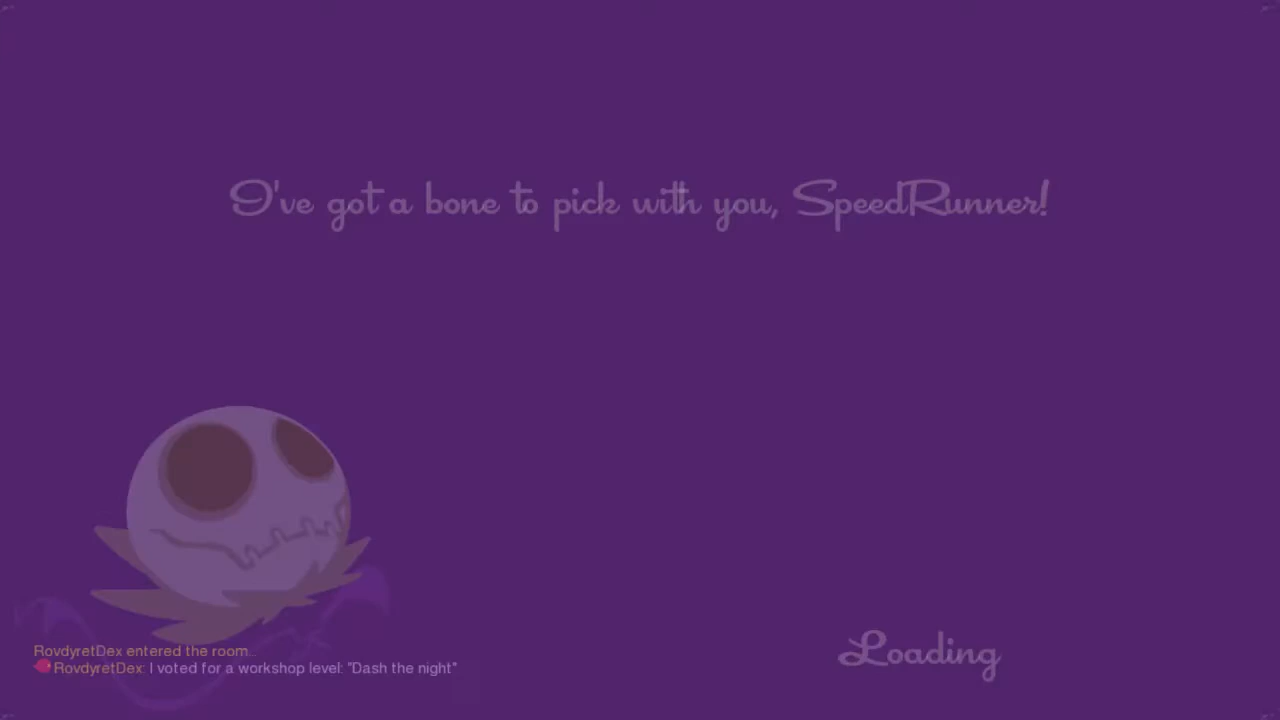 I've got a bone to pick with you, SpeedRunner!
RovdyretDex entered the room...
RovdyretDex: I voted for a workshop level: "Dash the night"
Loading